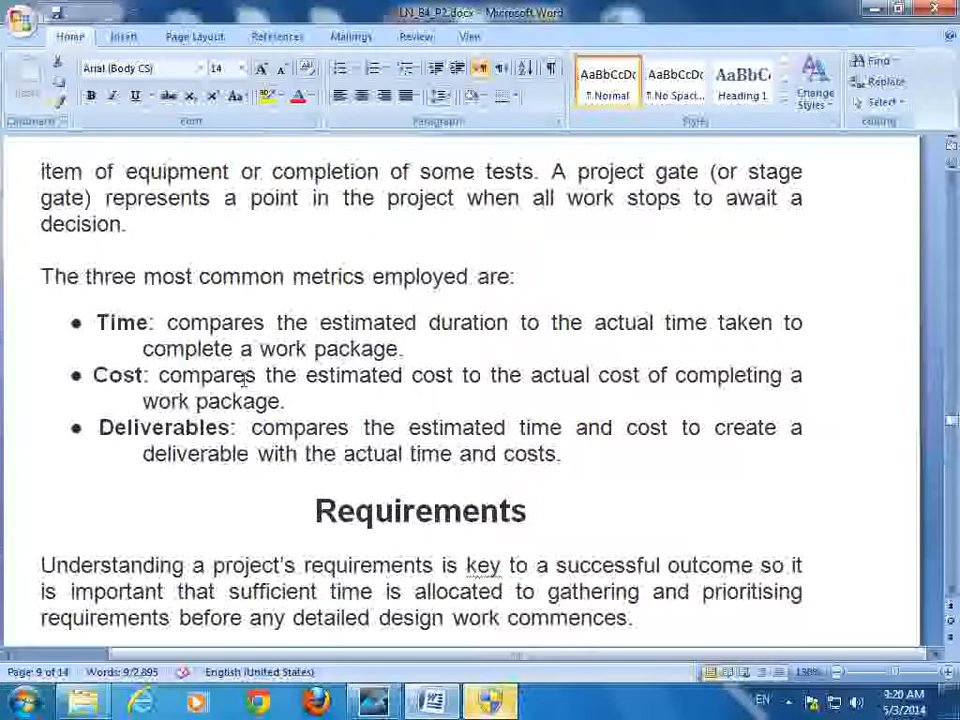 LN_B4_P2.docx - Microsoft Word
Home Insert Page Layout References Mailings Review View
Arial (Body CS) 14
AaBbCcDc AaBbCcDc AaBbC
¶ Normal ¶ No Spaci... Heading 1
Change Styles
Find
Replace
Select
Clipboard Font Paragraph Styles Editing
item of equipment or completion of some tests. A project gate (or stage
gate) represents a point in the project when all work stops to await a
decision.
The three most common metrics employed are:
● Time: compares the estimated duration to the actual time taken to
complete a work package.
● Cost: compares the estimated cost to the actual cost of completing a
work package.
● Deliverables: compares the estimated time and cost to create a
deliverable with the actual time and costs.
Requirements
Understanding a project's requirements is key to a successful outcome so it
is important that sufficient time is allocated to gathering and prioritising
requirements before any detailed design work commences.
Page: 9 of 14 Words: 9/2,895 English (United States) 130%
EN 9:20 AM
5/3/2014